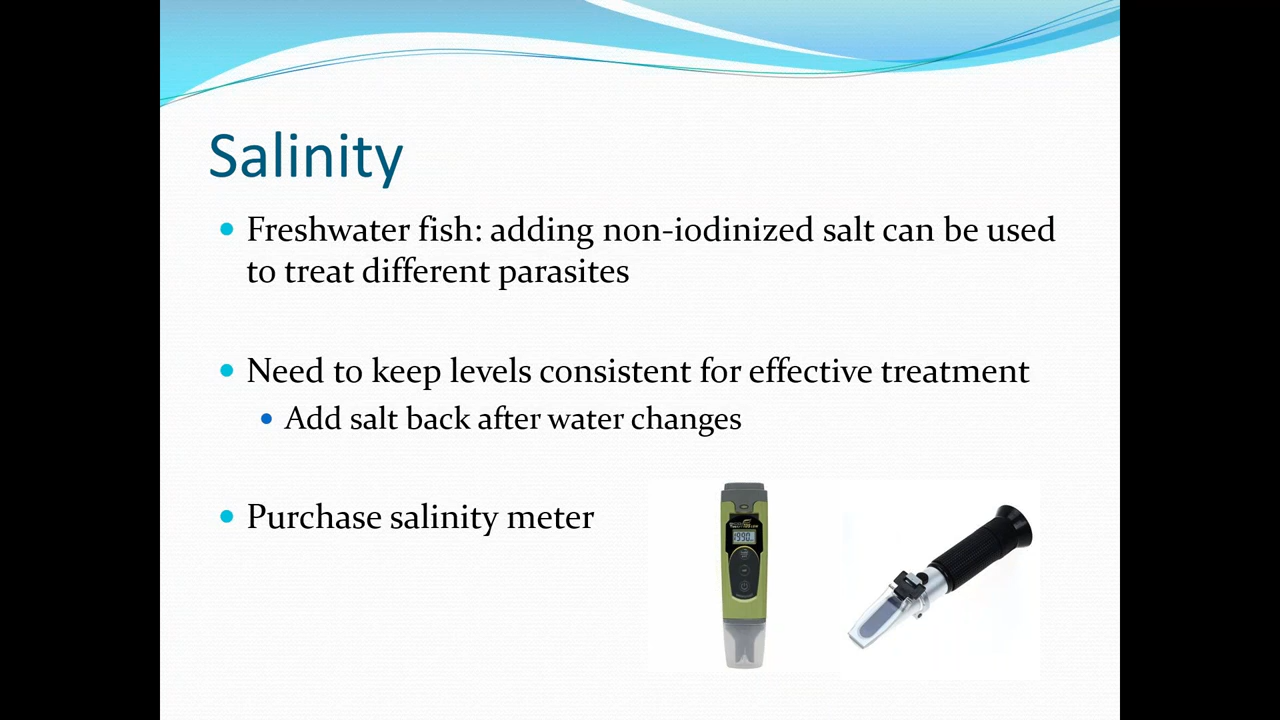 Salinity
Freshwater fish: adding non-iodinized salt can be used
to treat different parasites
Need to keep levels consistent for effective treatment
Add salt back after water changes
Purchase salinity meter